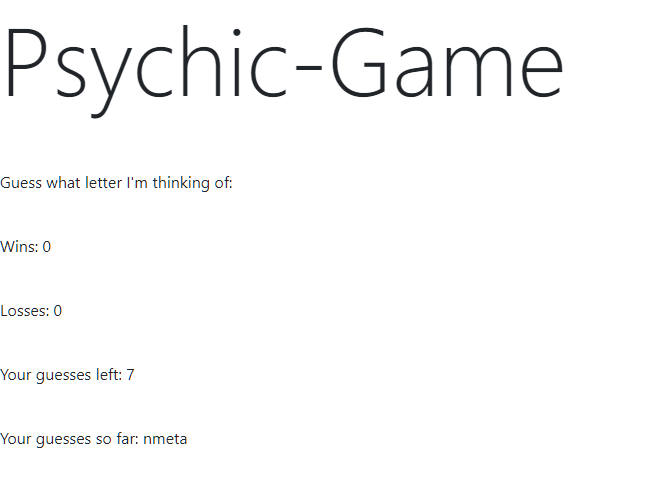 Psychic-Game
Guess what letter I'm thinking of:
Wins: 0
Losses: 0
Your guesses left: 7
Your guesses so far: nmeta